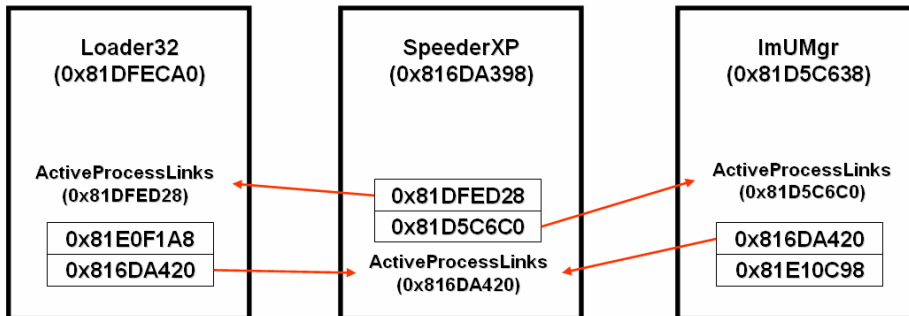 Loader32
(0x81DFECA0)
ActiveProcessLinks
(0x81DFED28)
0x81E0F1A8
0x816DA420
SpeederXP
(0x816DA398)
0x81DFED28
0x81D5C6C0
ActiveProcessLinks
(0x816DA420)
ImUMgr
(0x81D5C638)
ActiveProcessLinks
(0x81D5C6C0)
0x816DA420
0x81E10C98